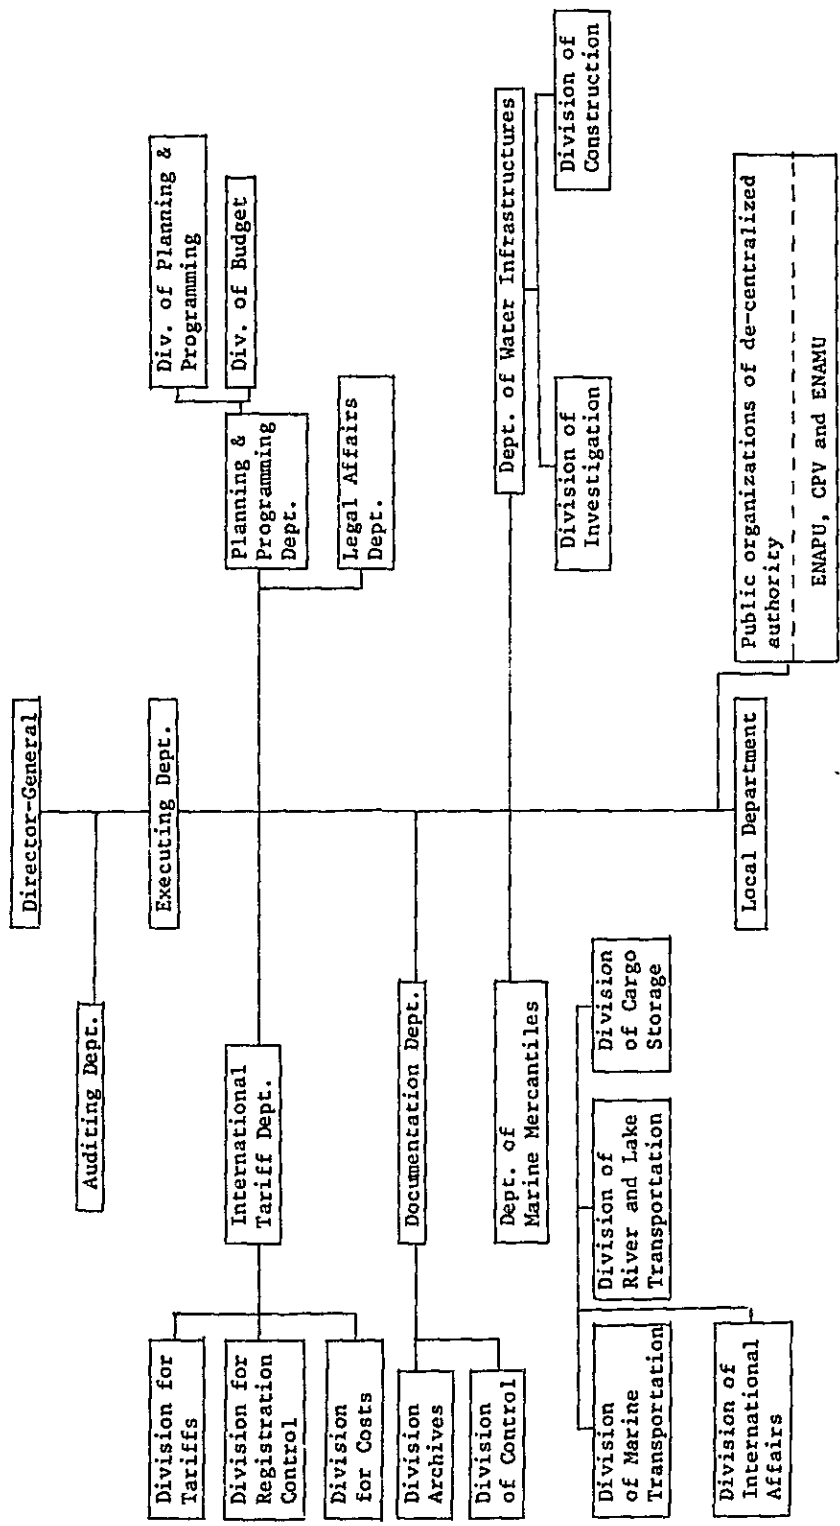 Director-General
Auditing Dept.
Executing Dept.
Div. of Planning &
Programming
Div. of Budget
Planning &
Programming
Dept.
Legal Affairs
Dept.
International
Tariff Dept.
Division for
Tariffs
Division for
Registration
Control
Division
for Costs
Documentation Dept.
Division
Archives
Division
of Control
Dept. of
Marine Mercantiles
Dept. of Water Infrastructures
Division of
Investigation
Division of
Construction
Division
of Marine
Transportation
Division of
River and Lake
Transportation
Division
of Cargo
Storage
Division of
International
Affairs
Local Department
Public organizations of de-centralized
authority
ENAPU, CPV and ENAMU